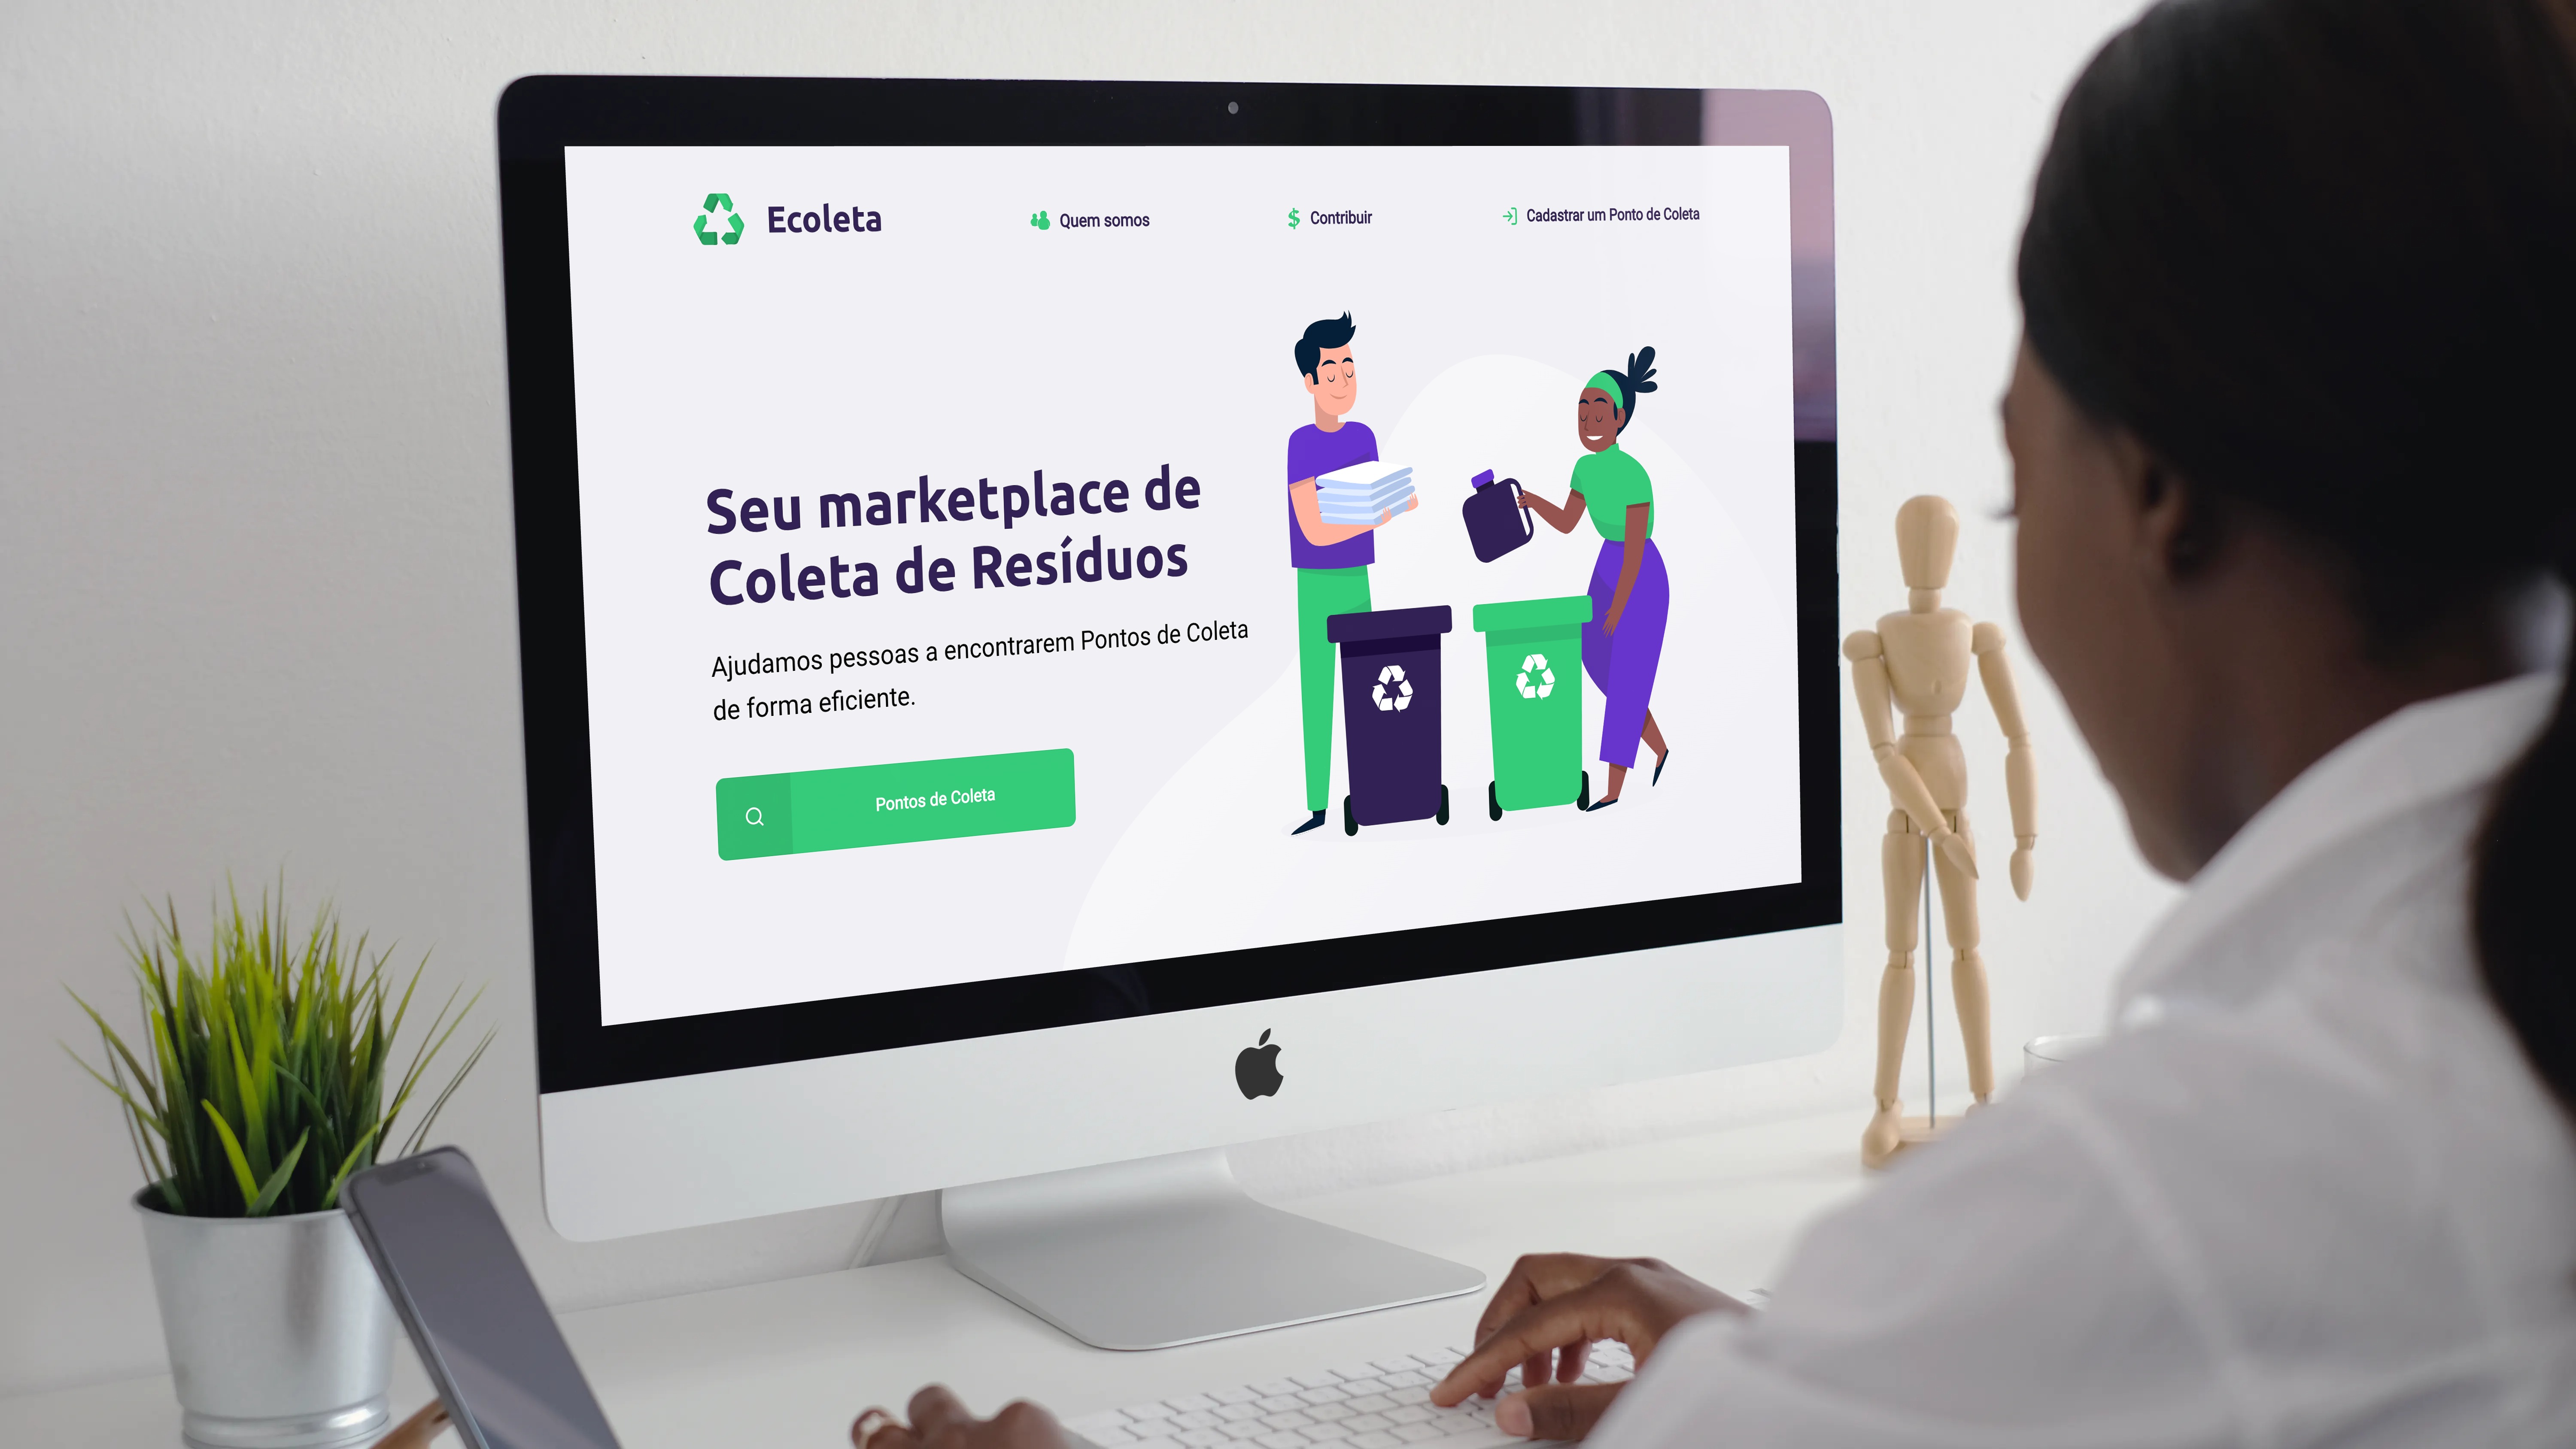 Ecoleta
Quem somos
Contribuir
Cadastrar um Ponto de Coleta
Seu marketplace de
Coleta de Resíduos
Ajudamos pessoas a encontrarem Pontos de Coleta
de forma eficiente.
Pontos de Coleta